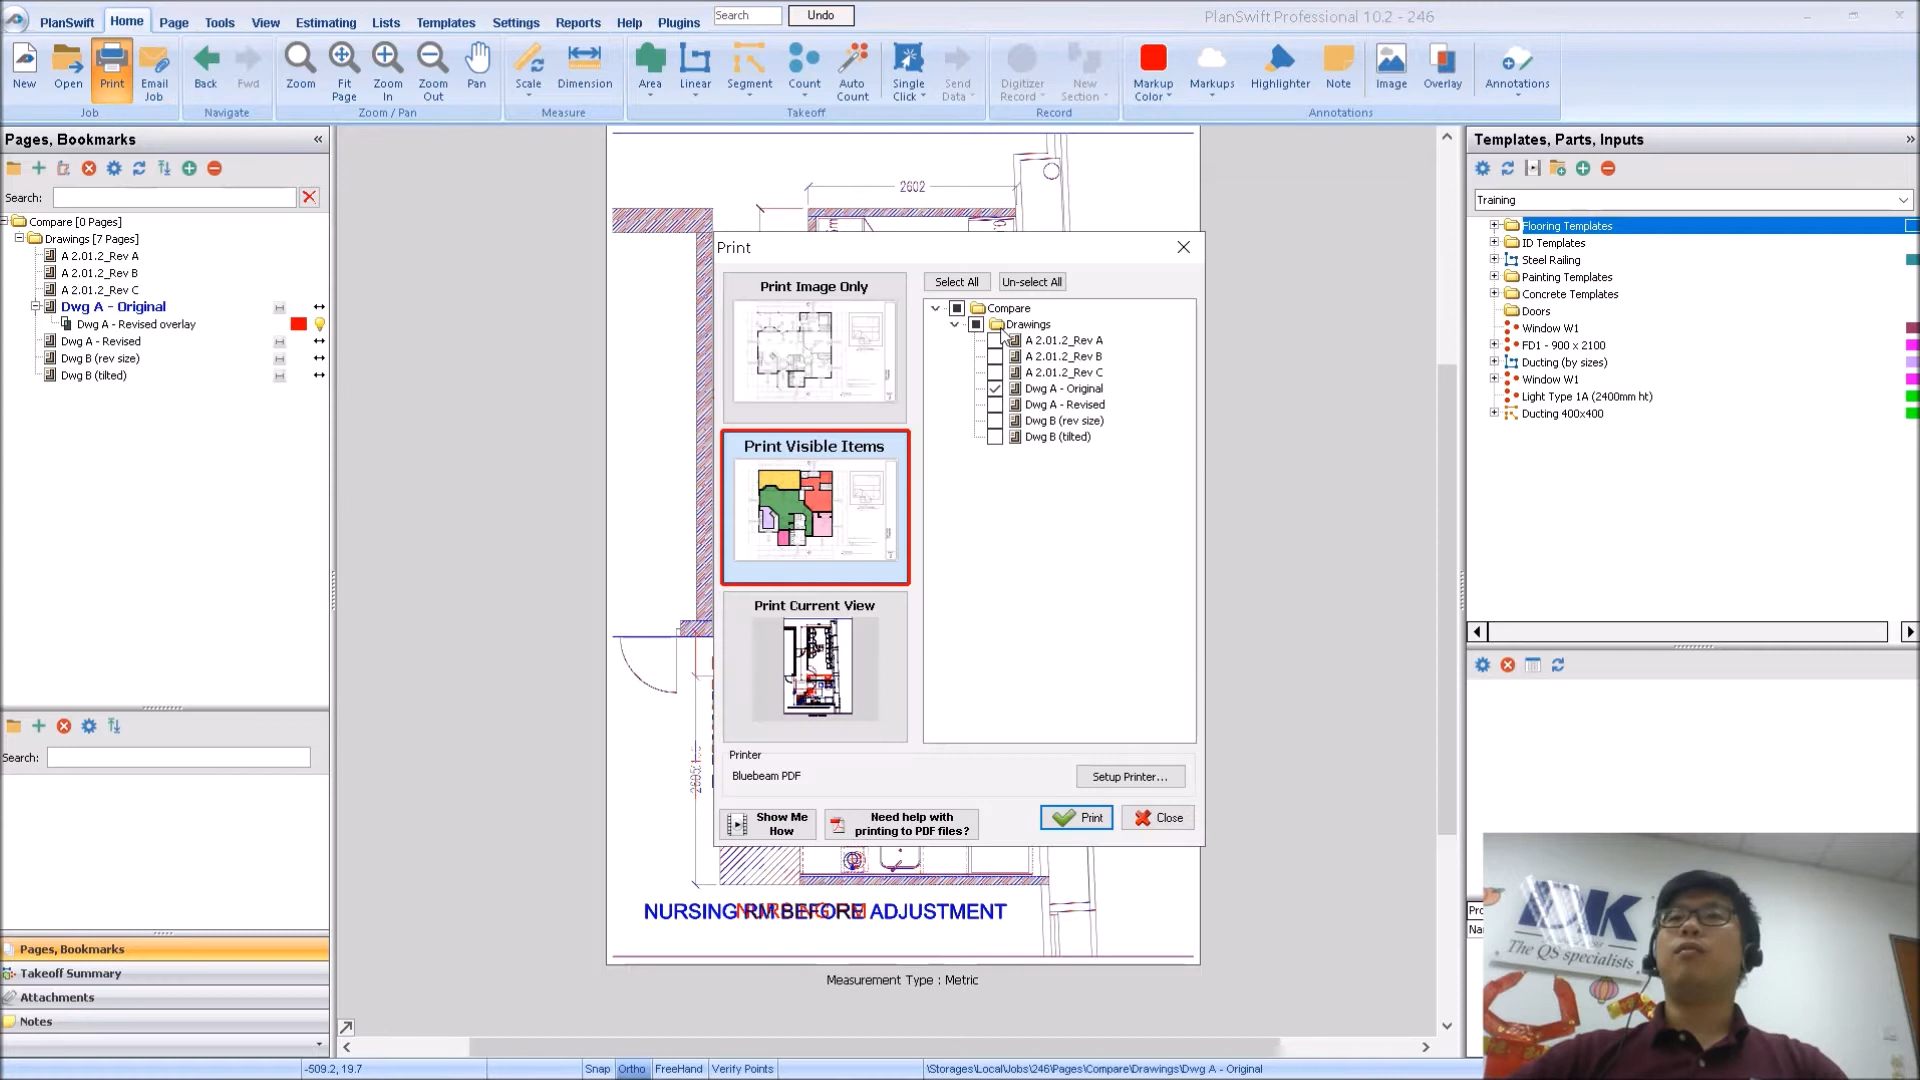 PlanSwift Home Page Tools View Estimating Lists Templates Settings Reports Help Plugins Search Undo
PlanSwift Professional 10.2 - 246
New Open Print Email Job Back Fwd Zoom Fit Page Zoom In Zoom Out Pan Scale Dimension Area Linear Segment Count Auto Count Single Click Send Data Digitizer Record New Section Markup Color Markups Highlighter Note Image Overlay Annotations
Job Navigate Zoom / Pan Measure Takeoff Record Annotations
Pages, Bookmarks
Search:
Compare [0 Pages]
Drawings [7 Pages]
A 2.01.2_Rev A
A 2.01.2_Rev B
A 2.01.2_Rev C
Dwg A - Original
Dwg A - Revised overlay
Dwg A - Revised
Dwg B (rev size)
Dwg B (tilted)
Search:
Pages, Bookmarks
Takeoff Summary
Attachments
Notes
2602
Print
Print Image Only
Print Visible Items
Print Current View
Select All Un-select All
Compare
Drawings
A 2.01.2_Rev A
A 2.01.2_Rev B
A 2.01.2_Rev C
Dwg A - Original
Dwg A - Revised
Dwg B (rev size)
Dwg B (tilted)
Printer
Bluebeam PDF
Setup Printer...
Show Me How
Need help with printing to PDF files?
Print
Close
NURSING RM BEFORE ADJUSTMENT
Measurement Type : Metric
Templates, Parts, Inputs
Training
Flooring Templates
ID Templates
Steel Railing
Painting Templates
Concrete Templates
Doors
Window W1
FD1 - 900 x 2100
Ducting (by sizes)
Window W1
Light Type 1A (2400mm ht)
Ducting 400x400
Pro
Na
The QS specialists
-509.2, 19.7
Snap Ortho FreeHand Verify Points
\Storages\Local\Jobs\246\Pages\Compare\Drawings\Dwg A - Original